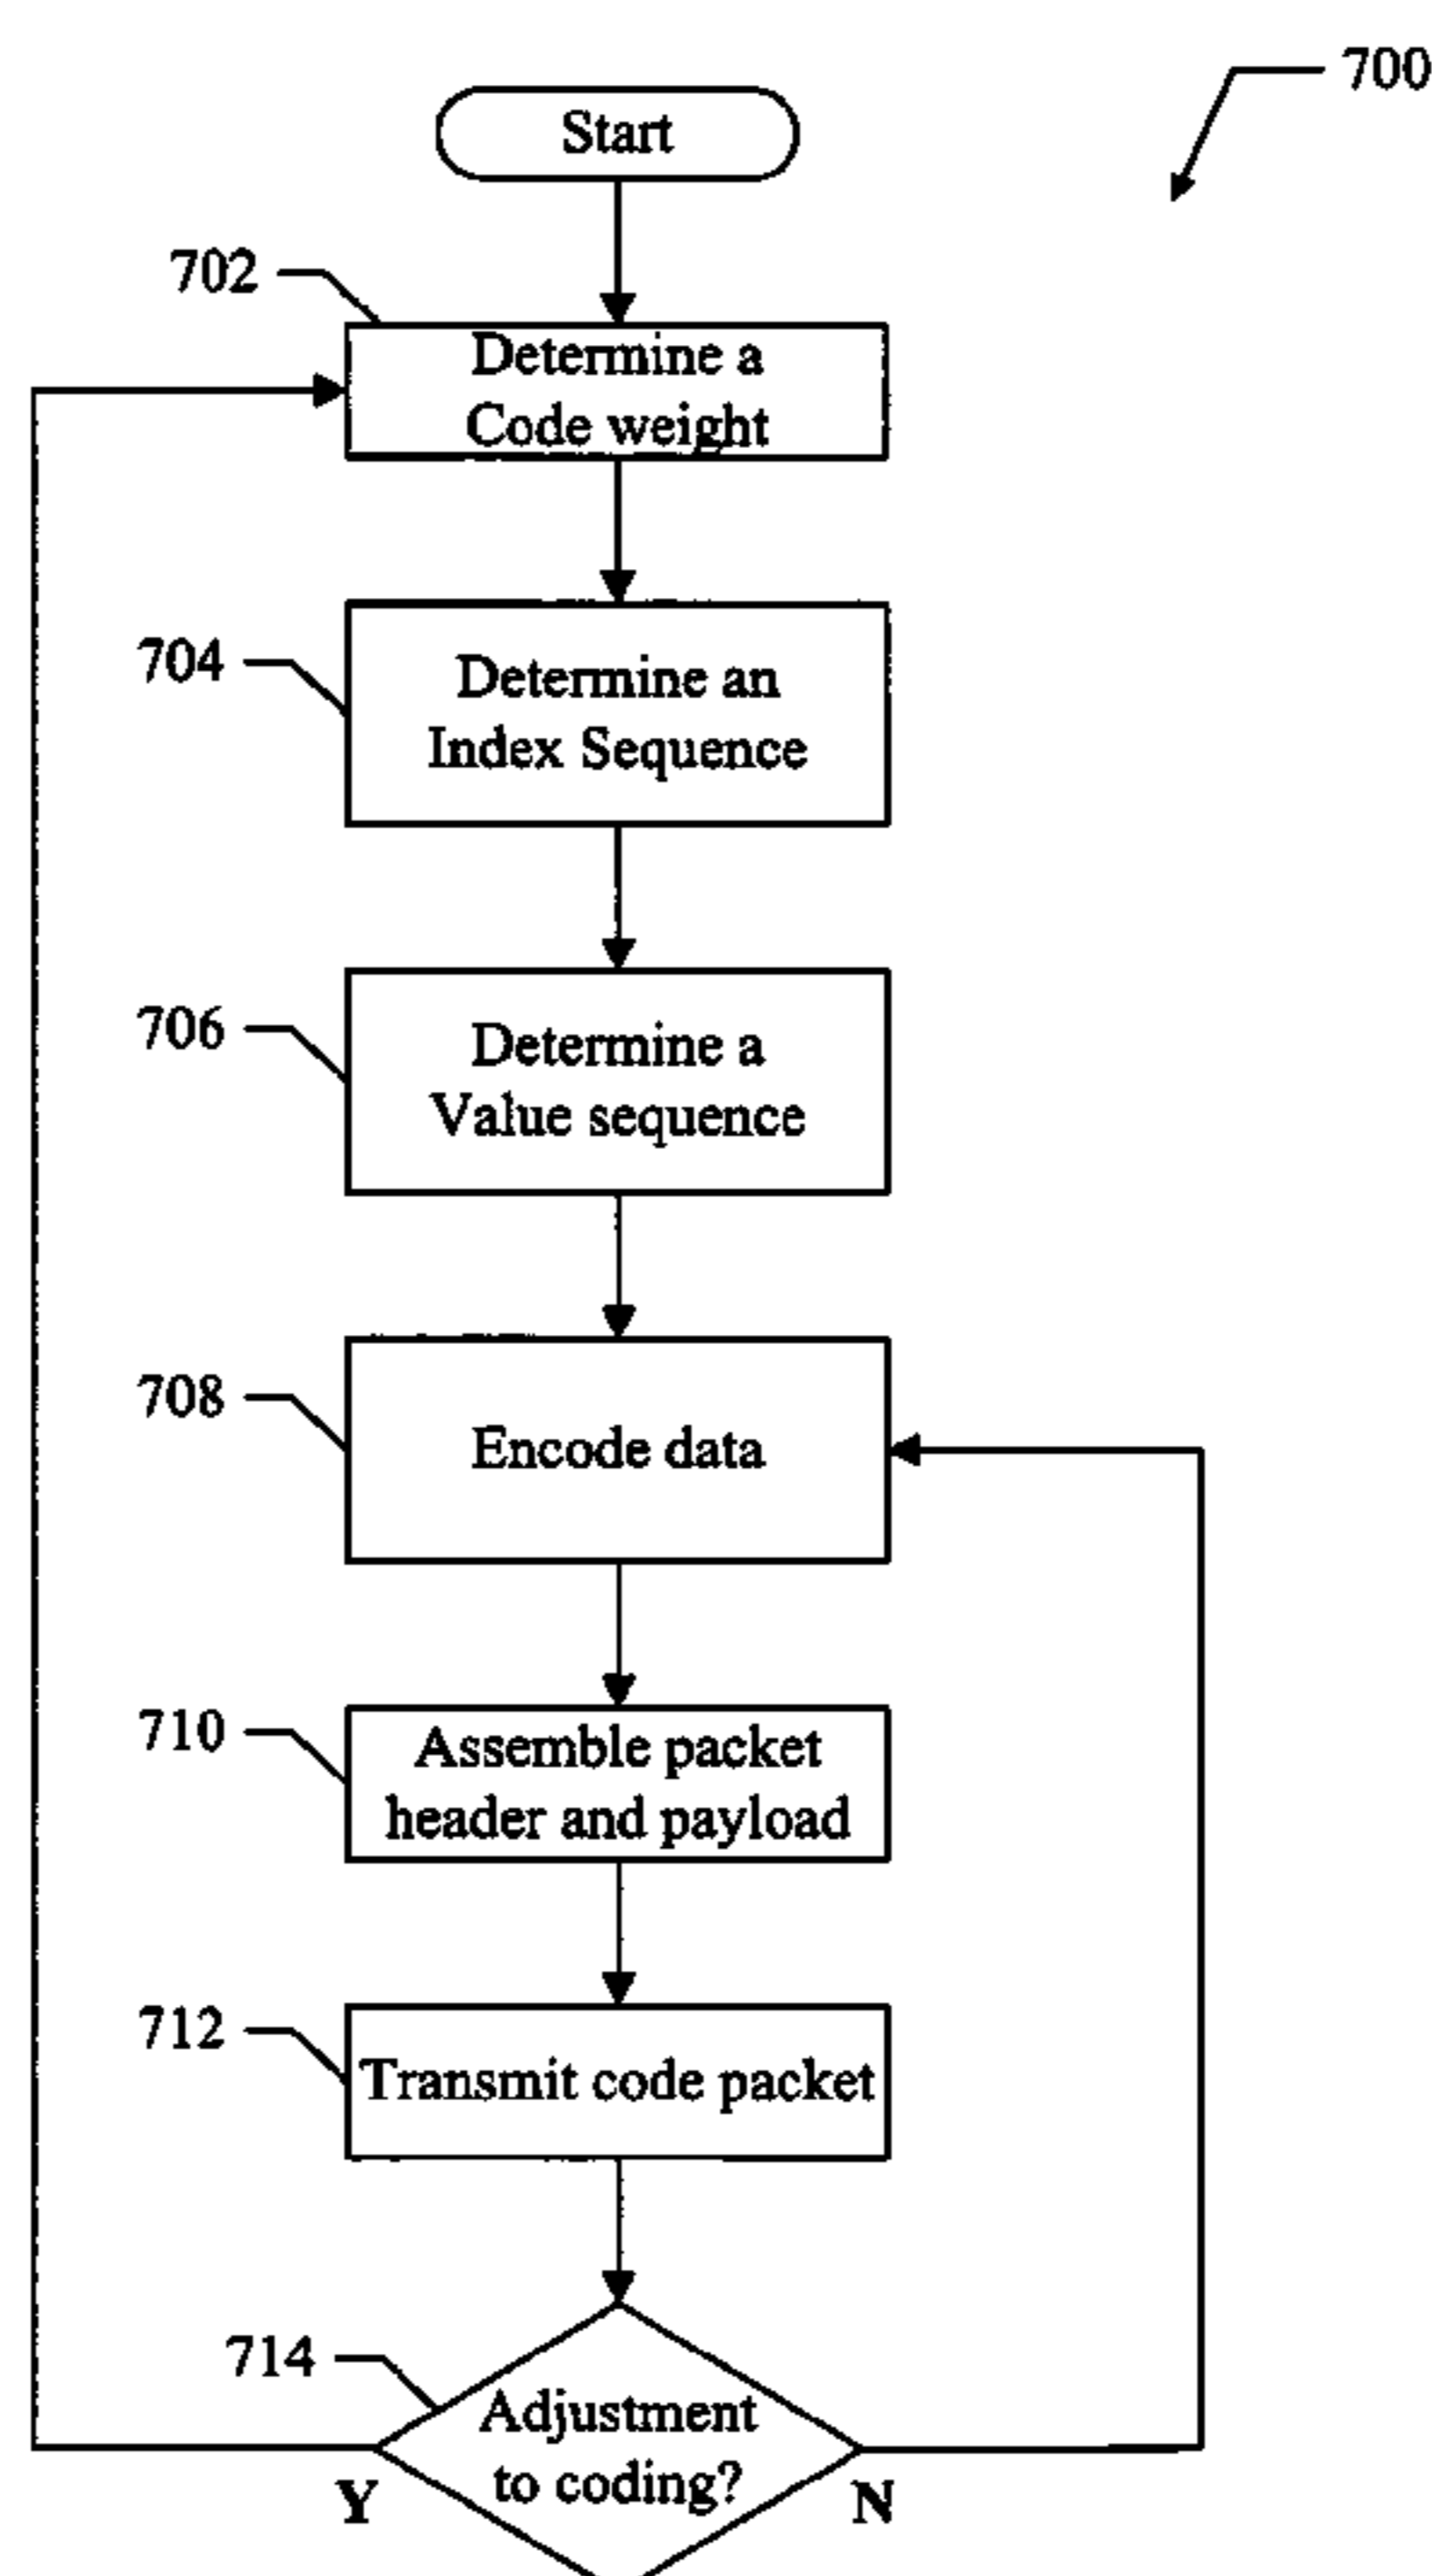 700
Start
702
Determine a
Code weight
704
Determine an
Index Sequence
706
Determine a
Value sequence
708
Encode data
710
Assemble packet
header and payload
712
Transmit code packet
714
Adjustment
to coding?
Y
N